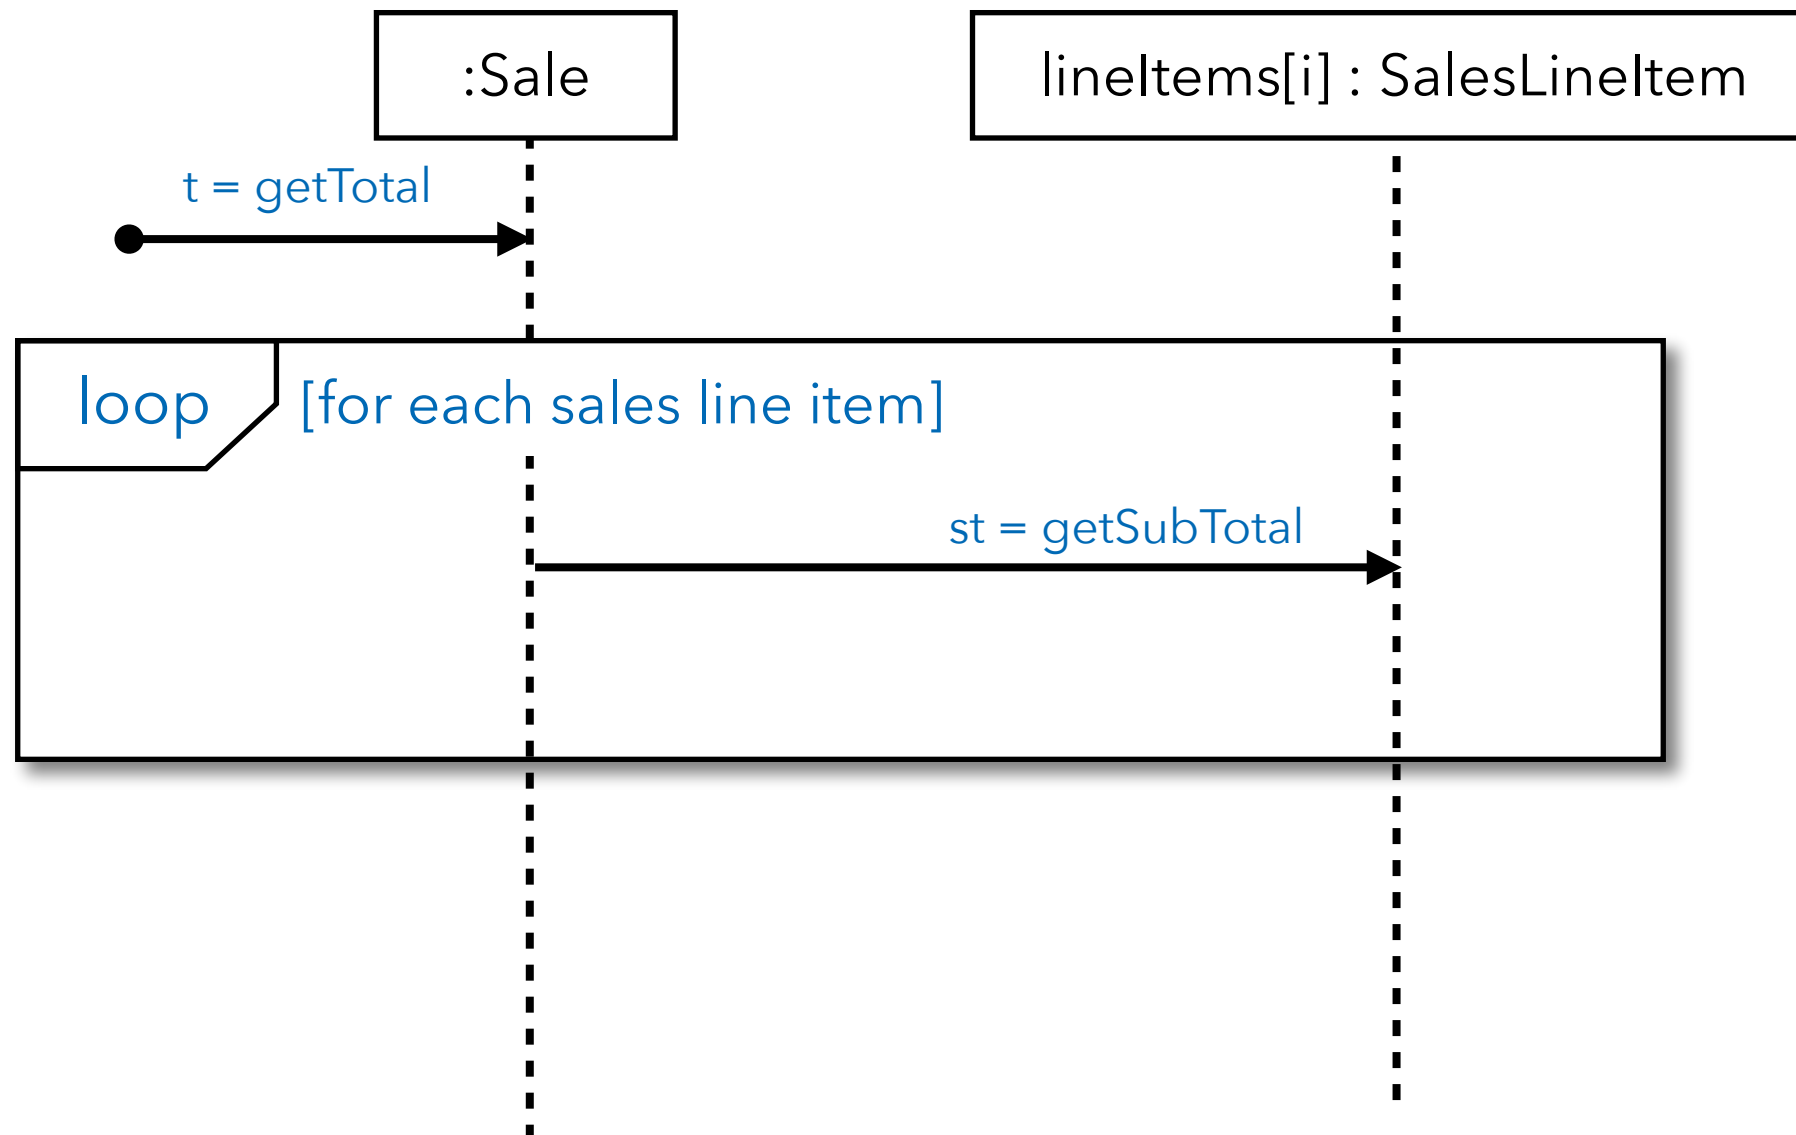 :Sale
lineItems[i] : SalesLineItem
t = getTotal
loop
[for each sales line item]
st = getSubTotal